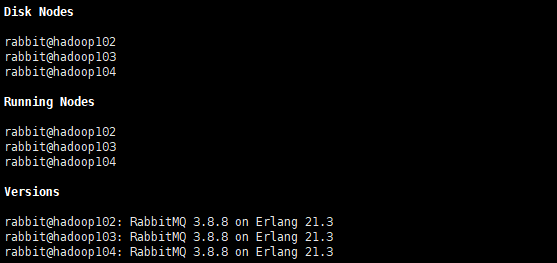 Disk Nodes
rabbit@hadoop102
rabbit@hadoop103
rabbit@hadoop104
Running Nodes
rabbit@hadoop102
rabbit@hadoop103
rabbit@hadoop104
Versions
rabbit@hadoop102: RabbitMQ 3.8.8 on Erlang 21.3
rabbit@hadoop103: RabbitMQ 3.8.8 on Erlang 21.3
rabbit@hadoop104: RabbitMQ 3.8.8 on Erlang 21.3